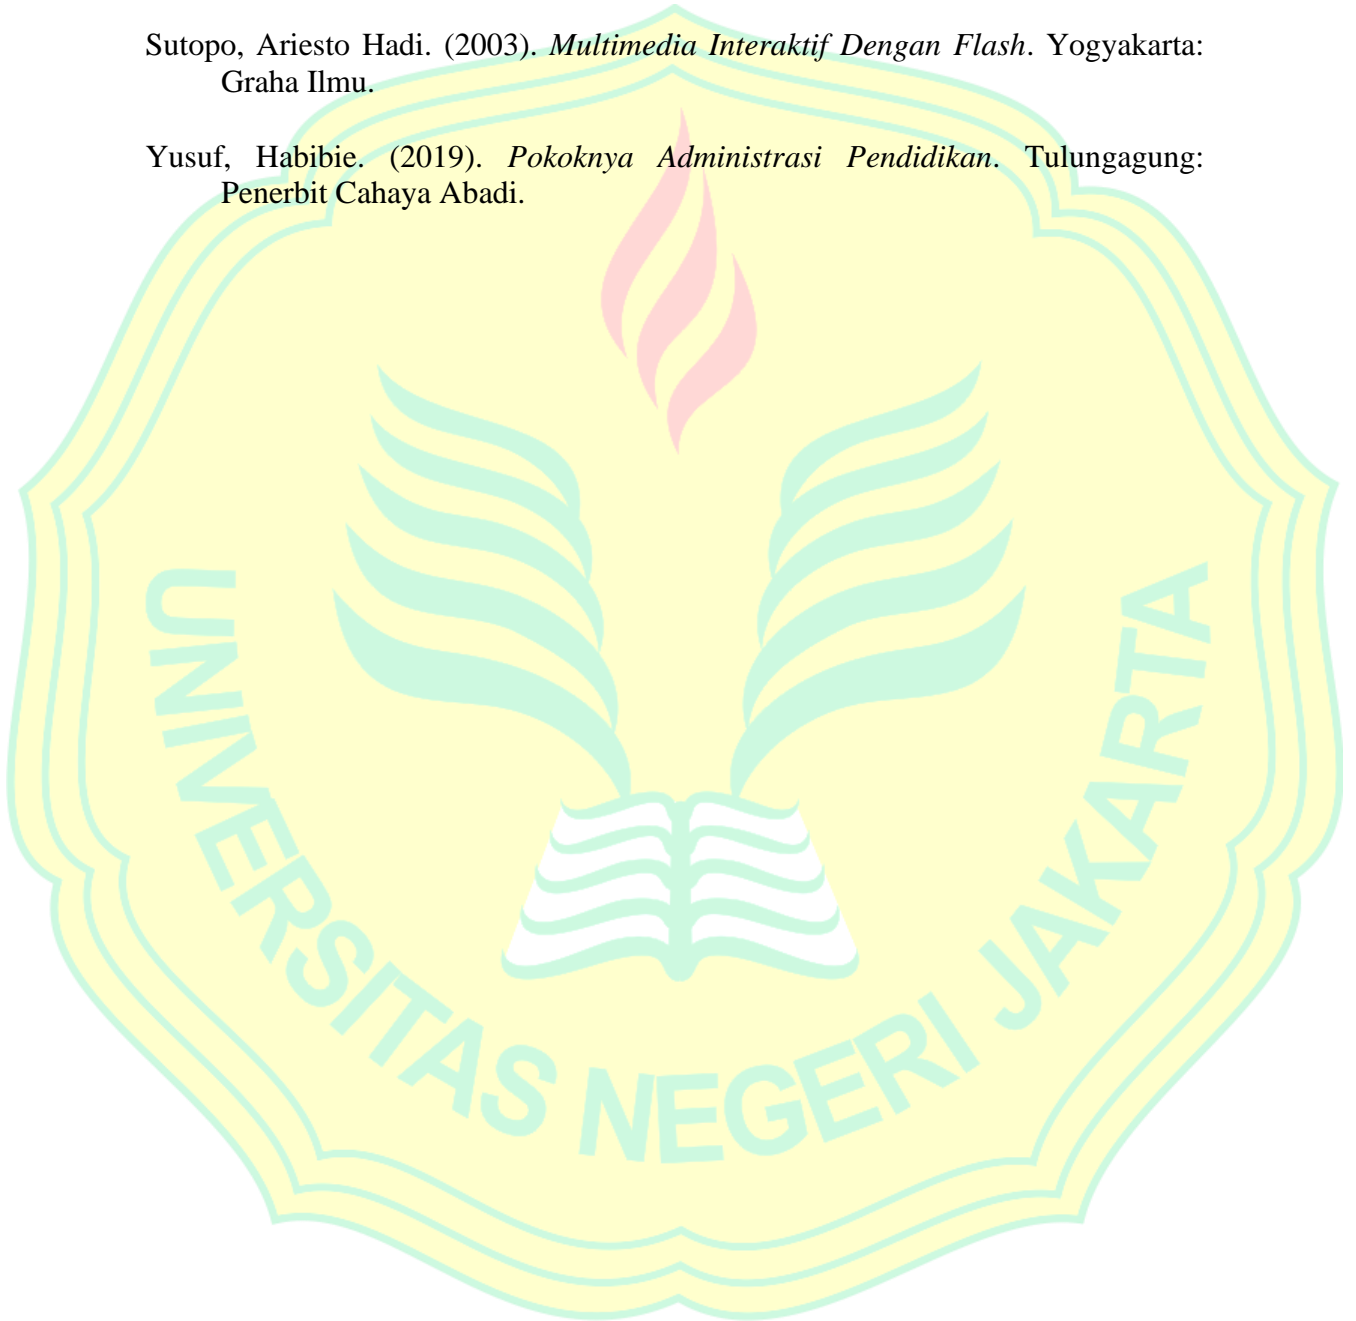 Sutopo, Ariesto Hadi. (2003). Multimedia Interaktif Dengan Flash. Yogyakarta:
Graha Ilmu.
Yusuf, Habibie. (2019). Pokoknya Administrasi Pendidikan. Tulungagung:
Penerbit Cahaya Abadi.
UNIVERSITAS NEGERI JAKARTA